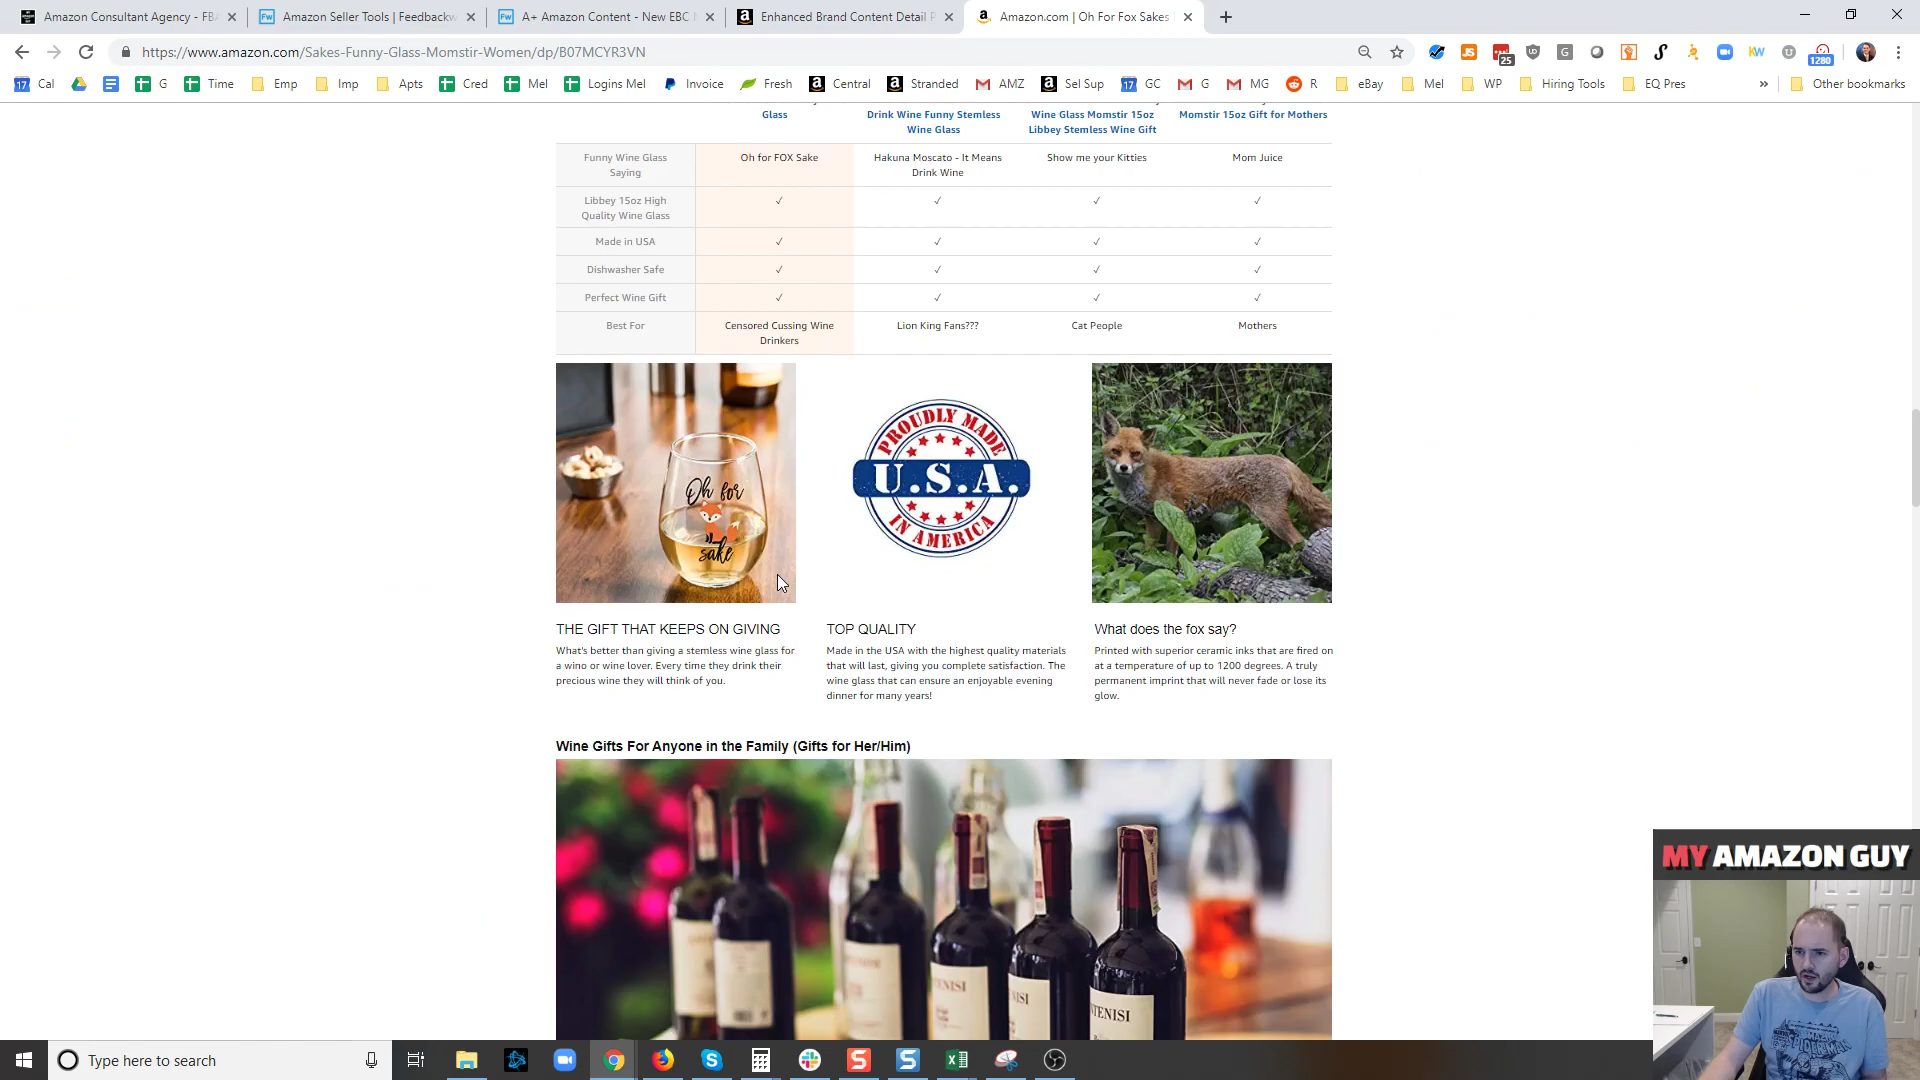 Amazon Consultant Agency - FBA
Amazon Seller Tools | Feedbackw
A+ Amazon Content - New EBC
Enhanced Brand Content Detail P
Amazon.com | Oh For Fox Sakes
https://www.amazon.com/Sakes-Funny-Glass-Momstir-Women/dp/B07MCYR3VN
25
1280
17 Cal
G
Time
Emp
Imp
Apts
Cred
Mel
Logins Mel
Invoice
Fresh
Central
Stranded
AMZ
Sel Sup
17 GC
G
MG
R
eBay
Mel
WP
Hiring Tools
EQ Pres
»
Other bookmarks
Glass
Drink Wine Funny Stemless
Wine Glass
Wine Glass Momstir 15oz
Libbey Stemless Wine Gift
Momstir 15oz Gift for Mothers
Funny Wine Glass
Saying
Oh for FOX Sake
Hakuna Moscato - It Means
Drink Wine
Show me your Kitties
Mom Juice
Libbey 15oz High
Quality Wine Glass
✓ ✓ ✓ ✓
Made in USA
✓ ✓ ✓ ✓
Dishwasher Safe
✓ ✓ ✓ ✓
Perfect Wine Gift
✓ ✓ ✓ ✓
Best For
Censored Cussing Wine
Drinkers
Lion King Fans???
Cat People
Mothers
Oh for
sake
PROUDLY MADE
U.S.A.
IN AMERICA
THE GIFT THAT KEEPS ON GIVING
What's better than giving a stemless wine glass for
a wino or wine lover. Every time they drink their
precious wine they will think of you.
TOP QUALITY
Made in the USA with the highest quality materials
that will last, giving you complete satisfaction. The
wine glass that can ensure an enjoyable evening
dinner for many years!
What does the fox say?
Printed with superior ceramic inks that are fired on
at a temperature of up to 1200 degrees. A truly
permanent imprint that will never fade or lose its
glow.
Wine Gifts For Anyone in the Family (Gifts for Her/Him)
MY AMAZON GUY
Type here to search